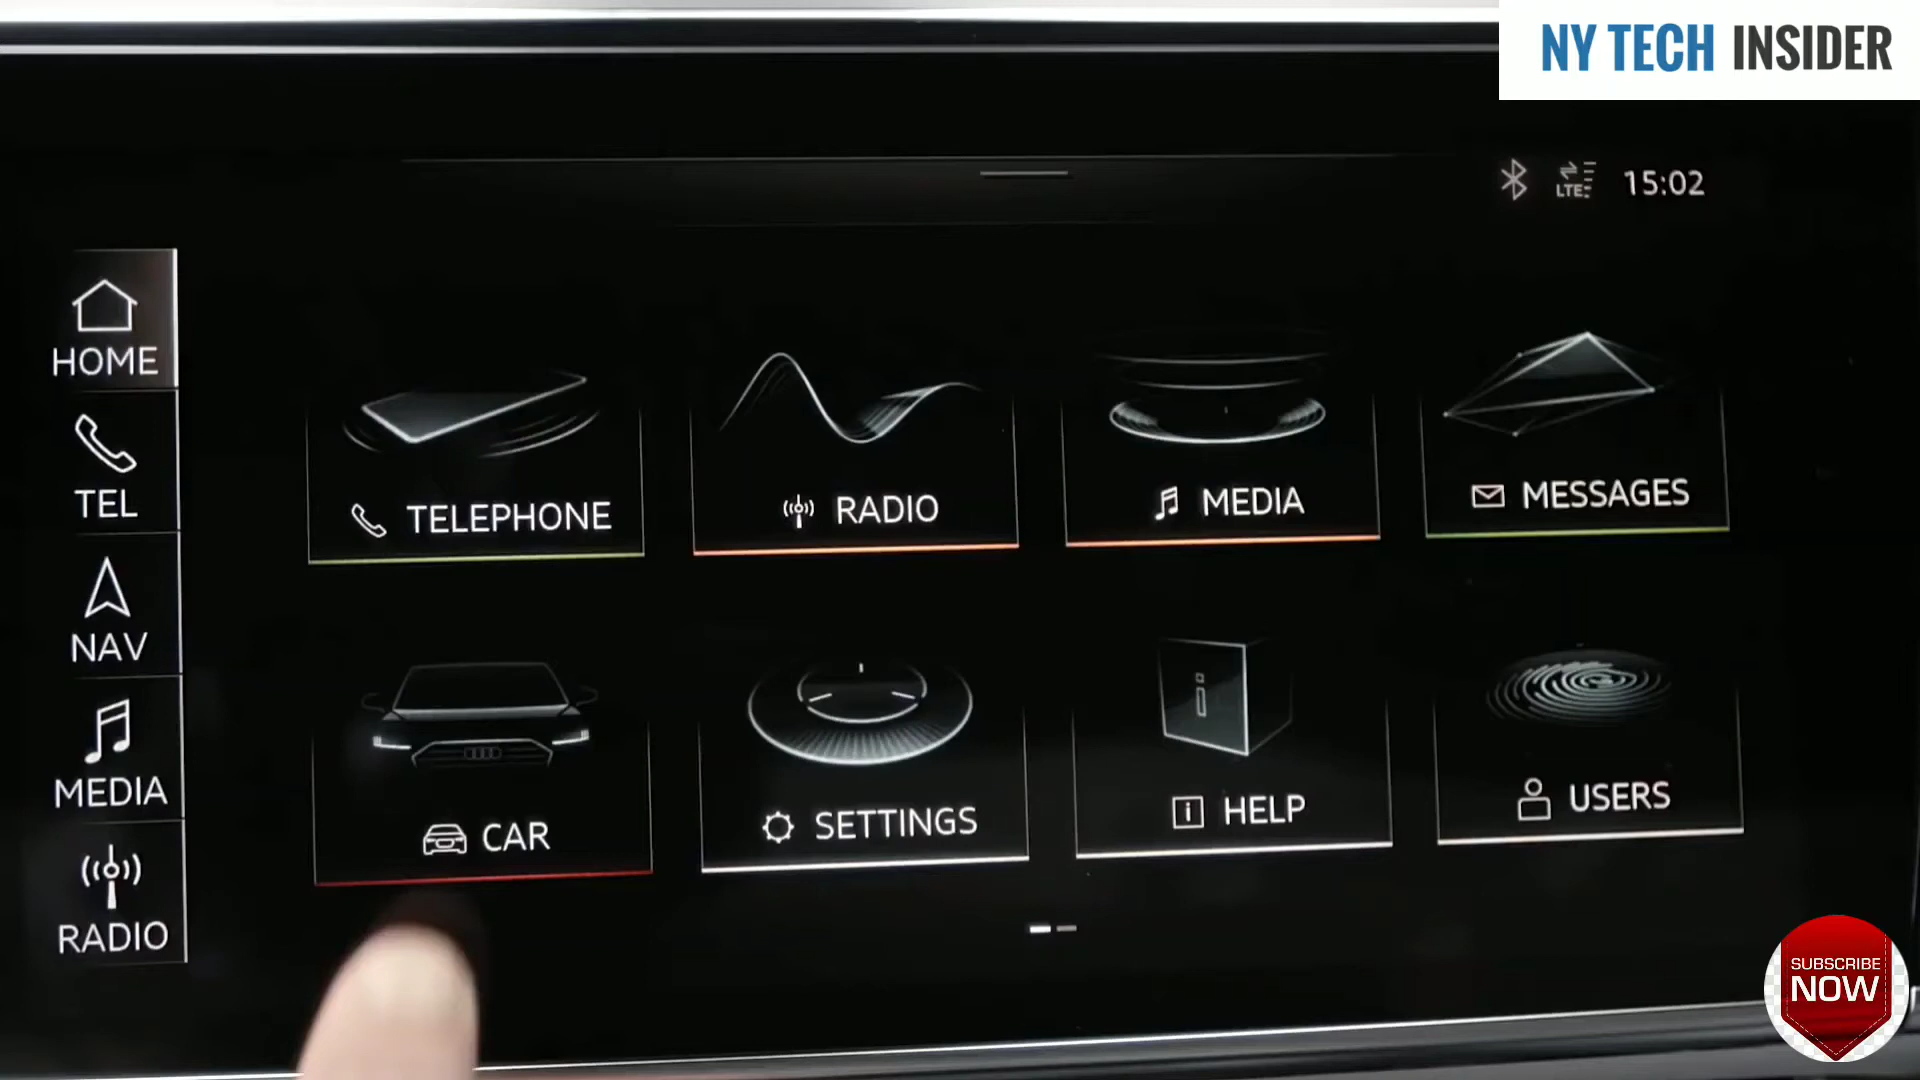 NY TECH INSIDER
LTE
15:02
HOME
TEL
NAV
MEDIA
RADIO
TELEPHONE
RADIO
MEDIA
MESSAGES
CAR
SETTINGS
i HELP
USERS
SUBSCRIBE
NOW